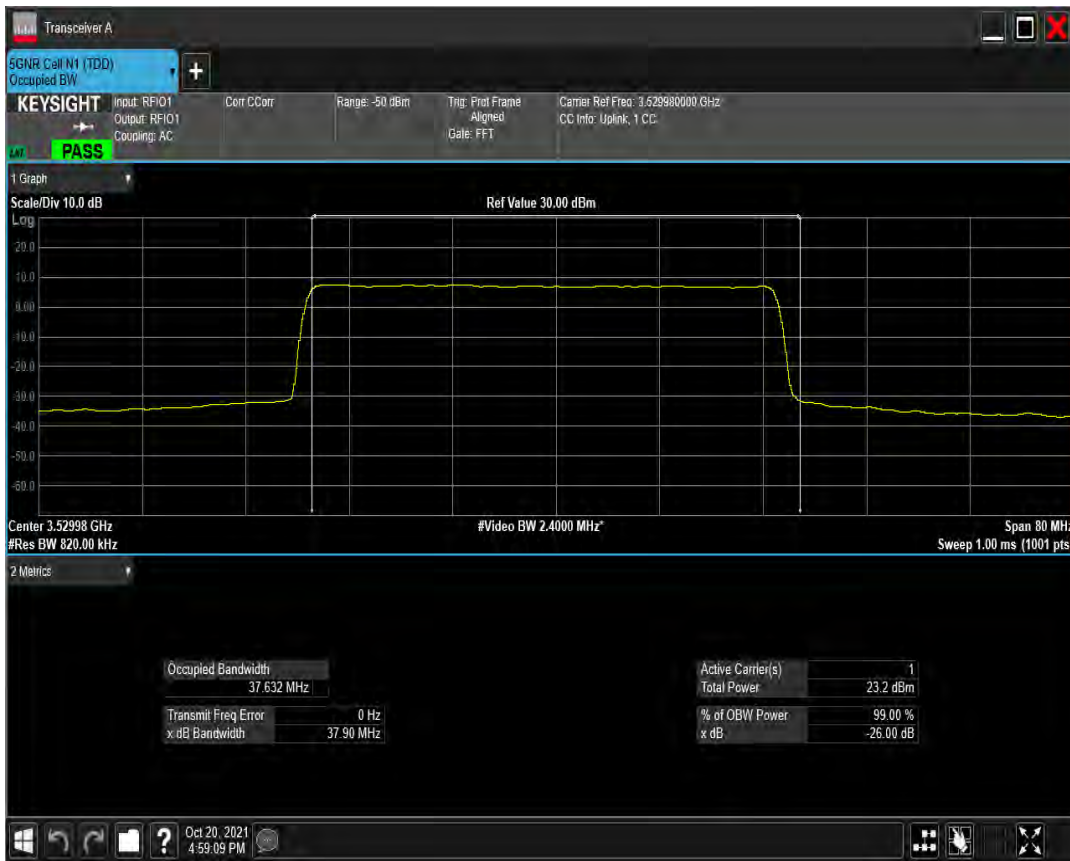 Transceiver A
5GNR Cell N1 (TDD)
Occupied BW
+
KEYSIGHT
Input: RFIO1
Output: RFIO1
Coupling: AC
Corr CCorr
Range: -50 dBm
Trig: Prot Frame
Aligned
Gate: FFT
Carrier Ref Freq: 3.529980000 GHz
CC Info: Uplink, 1 CC
PASS
1 Graph
Scale/Div 10.0 dB
Ref Value 30.00 dBm
Log
20.0
10.0
0.00
-10.0
-20.0
-30.0
-40.0
-50.0
-60.0
Center 3.52998 GHz
#Video BW 2.4000 MHz*
Span 80 MHz
#Res BW 820.00 kHz
Sweep 1.00 ms (1001 pts
2 Metrics
Occupied Bandwidth
37.632 MHz
Transmit Freq Error 0 Hz
x dB Bandwidth 37.90 MHz
Active Carrier(s) 1
Total Power 23.2 dBm
% of OBW Power 99.00 %
x dB -26.00 dB
?
Oct 20, 2021
4:59:09 PM